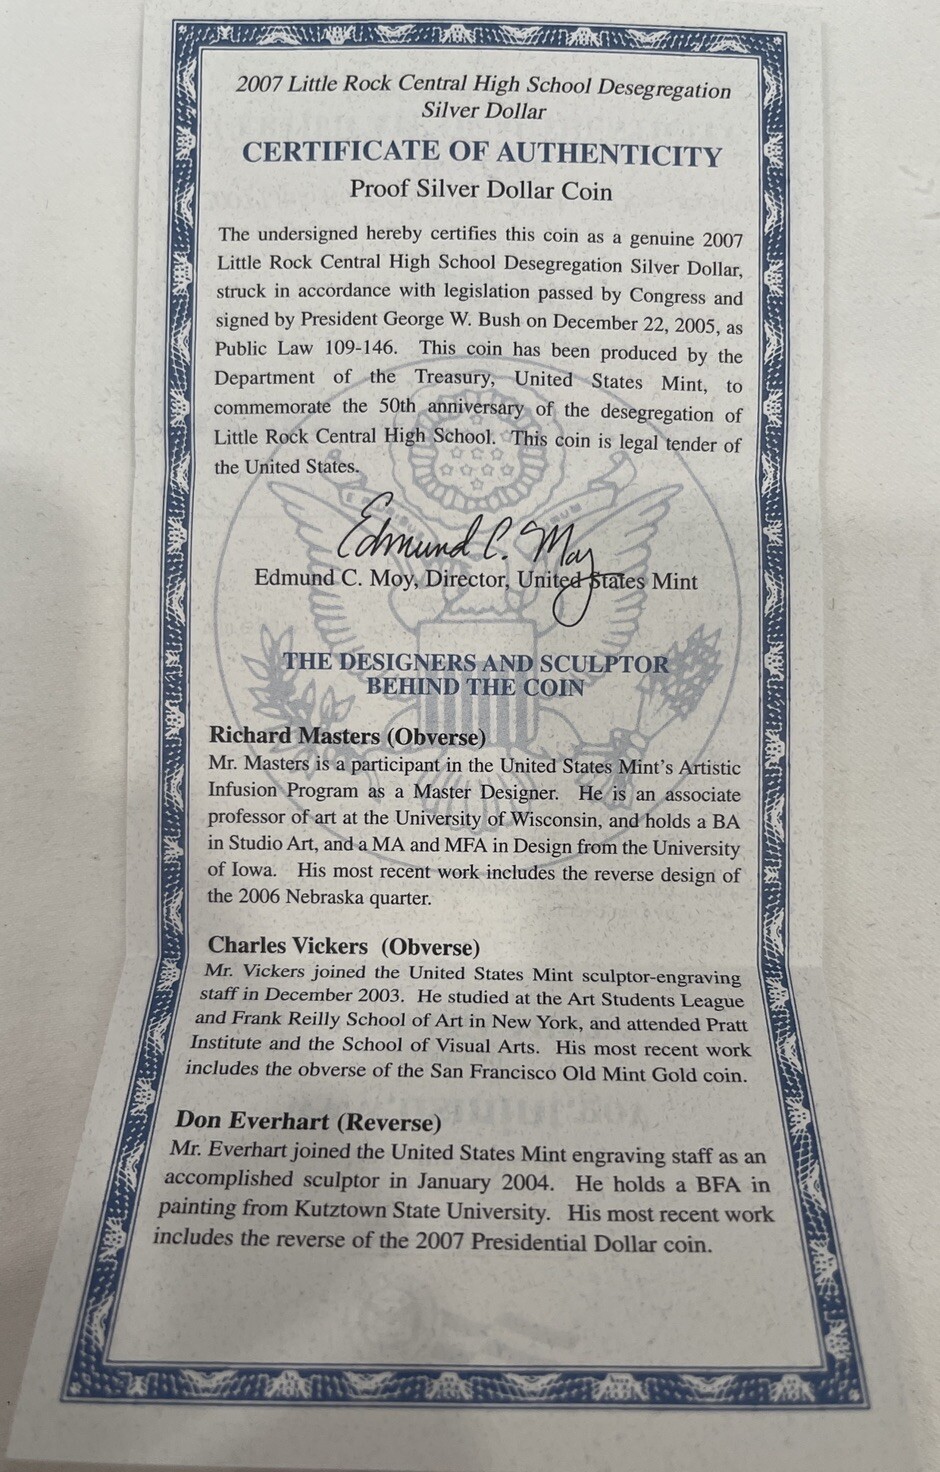 2007 Little Rock Central High School Desegregation
Silver Dollar
CERTIFICATE OF AUTHENTICITY
Proof Silver Dollar Coin
The undersigned hereby certifies this coin as a genuine 2007
Little Rock Central High School Desegregation Silver Dollar,
struck in accordance with legislation passed by Congress and
signed by President George W. Bush on December 22, 2005, as
Public Law 109-146. This coin has been produced by the
Department of the Treasury, United States Mint, to
commemorate the 50th anniversary of the desegregation of
Little Rock Central High School. This coin is legal tender of
the United States.
Edmund C. Moy
Edmund C. Moy, Director, United States Mint
THE DESIGNERS AND SCULPTOR
BEHIND THE COIN
Richard Masters (Obverse)
Mr. Masters is a participant in the United States Mint's Artistic
Infusion Program as a Master Designer. He is an associate
professor of art at the University of Wisconsin, and holds a BA
in Studio Art, and a MA and MFA in Design from the University
of Iowa. His most recent work includes the reverse design of
the 2006 Nebraska quarter.
Charles Vickers (Obverse)
Mr. Vickers joined the United States Mint sculptor-engraving
staff in December 2003. He studied at the Art Students League
and Frank Reilly School of Art in New York, and attended Pratt
Institute and the School of Visual Arts. His most recent work
includes the obverse of the San Francisco Old Mint Gold coin.
Don Everhart (Reverse)
Mr. Everhart joined the United States Mint engraving staff as an
accomplished sculptor in January 2004. He holds a BFA in
painting from Kutztown State University. His most recent work
includes the reverse of the 2007 Presidential Dollar coin.